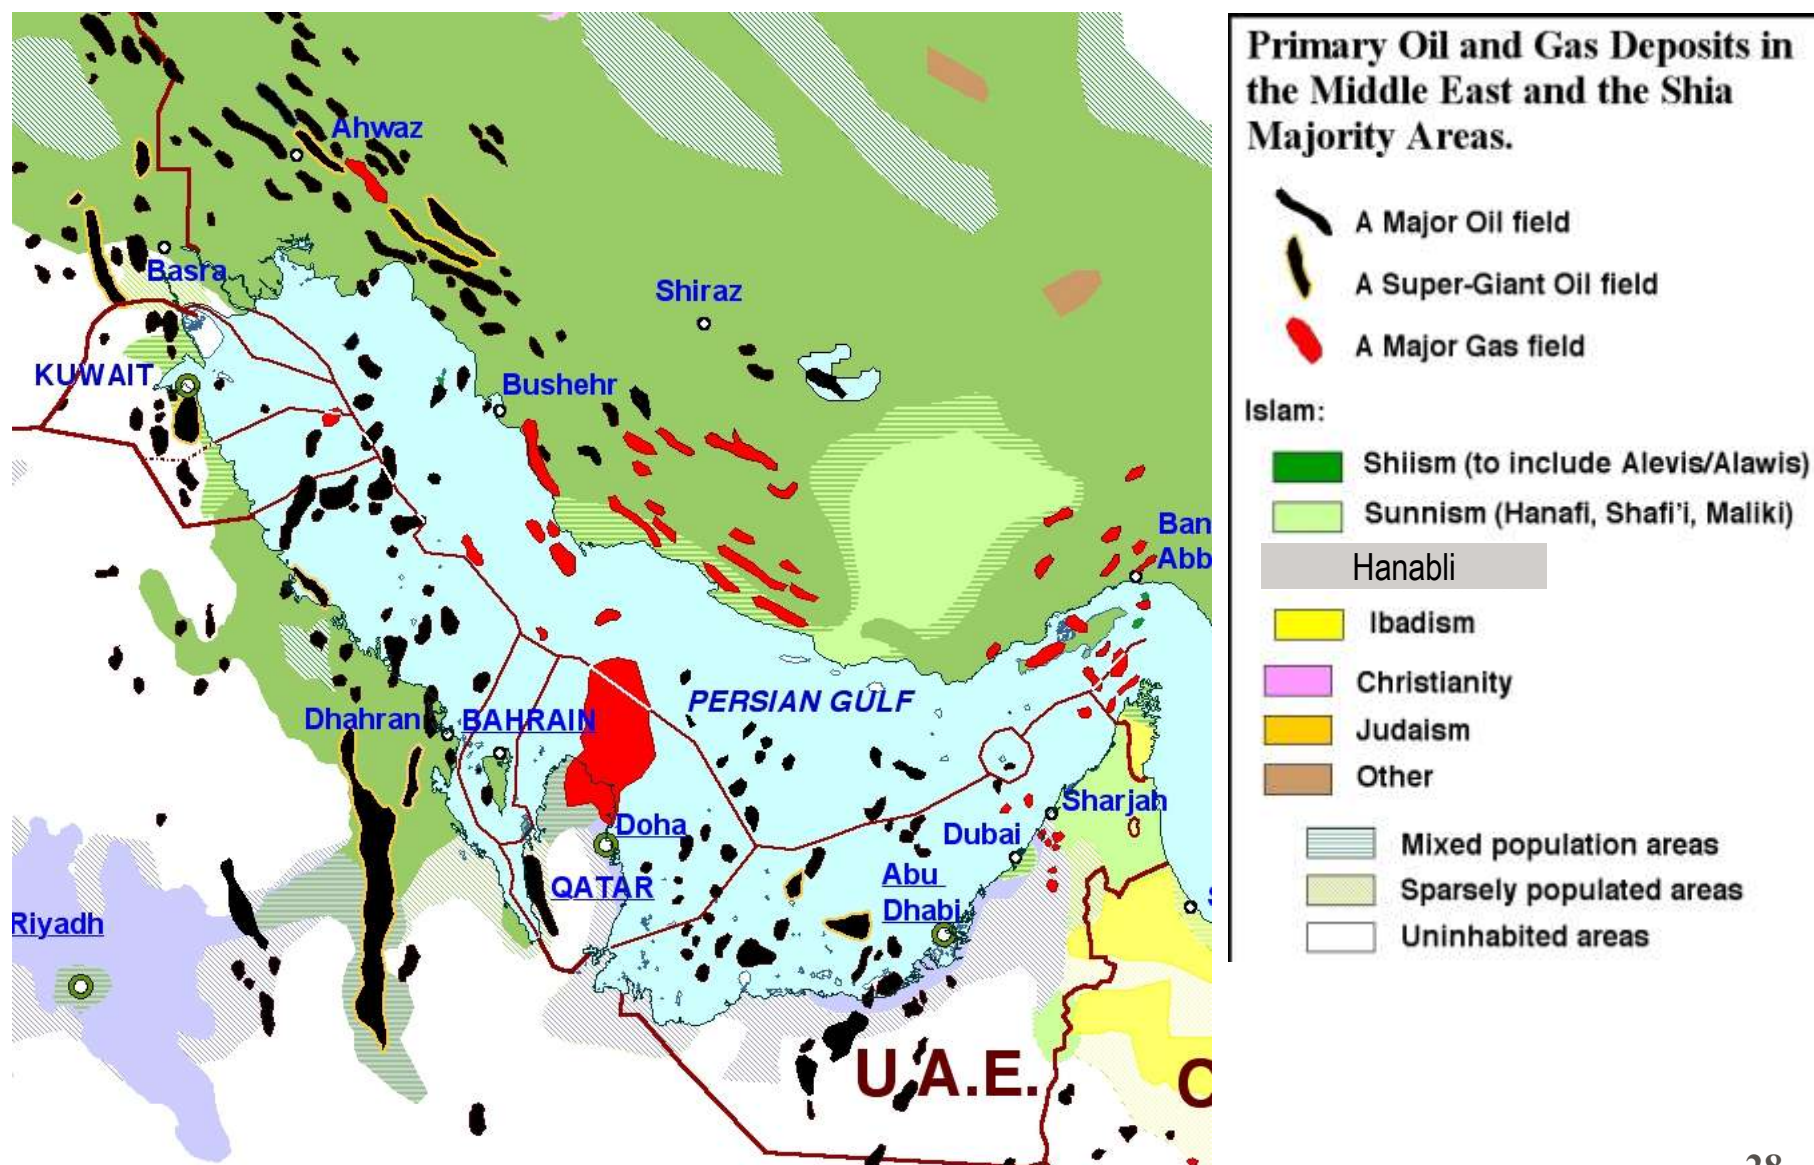 Ahwaz
Basra
Shiraz
KUWAIT
Bushehr
Ban
Abb
PERSIAN GULF
Dhahran
BAHRAIN
Sharjah
Doha
Dubai
QATAR
Abu
Dhabi
Riyadh
U.A.E.
Primary Oil and Gas Deposits in
the Middle East and the Shia
Majority Areas.
A Major Oil field
A Super-Giant Oil field
A Major Gas field
Islam:
Shiism (to include Alevis/Alawis)
Sunnism (Hanafi, Shafi'i, Maliki)
Hanabli
Ibadism
Christianity
Judaism
Other
Mixed population areas
Sparsely populated areas
Uninhabited areas
28